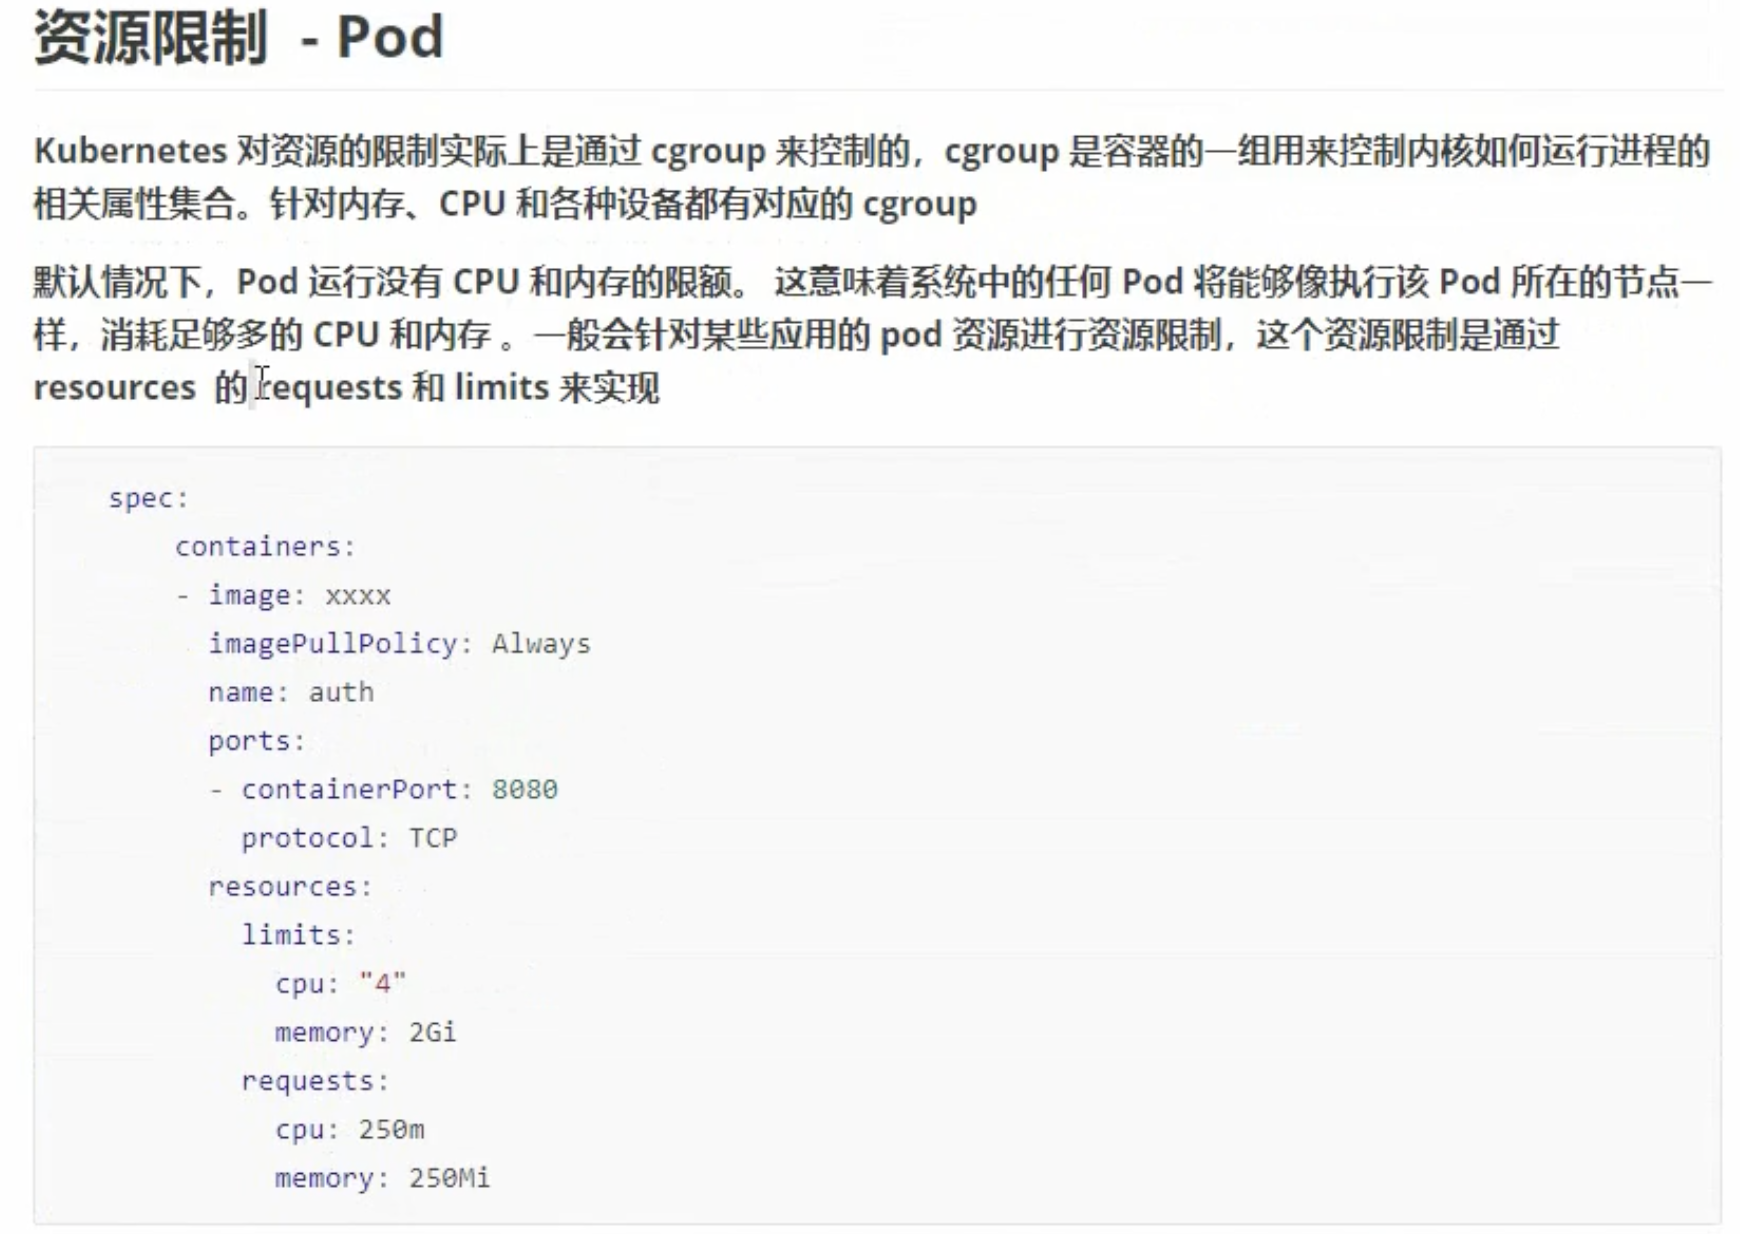 资源限制 - Pod
Kubernetes 对资源的限制实际上是通过 cgroup 来控制的，cgroup 是容器的一组用来控制内核如何运行进程的
相关属性集合。针对内存、CPU 和各种设备都有对应的 cgroup
默认情况下，Pod 运行没有 CPU 和内存的限额。 这意味着系统中的任何 Pod 将能够像执行该 Pod 所在的节点一
样，消耗足够多的 CPU 和内存 。一般会针对某些应用的 pod 资源进行资源限制，这个资源限制是通过
resources 的 requests 和 limits 来实现
spec:
containers:
- image: xxxx
imagePullPolicy: Always
name: auth
ports:
- containerPort: 8080
protocol: TCP
resources:
limits:
cpu: "4"
memory: 2Gi
requests:
cpu: 250m
memory: 250Mi